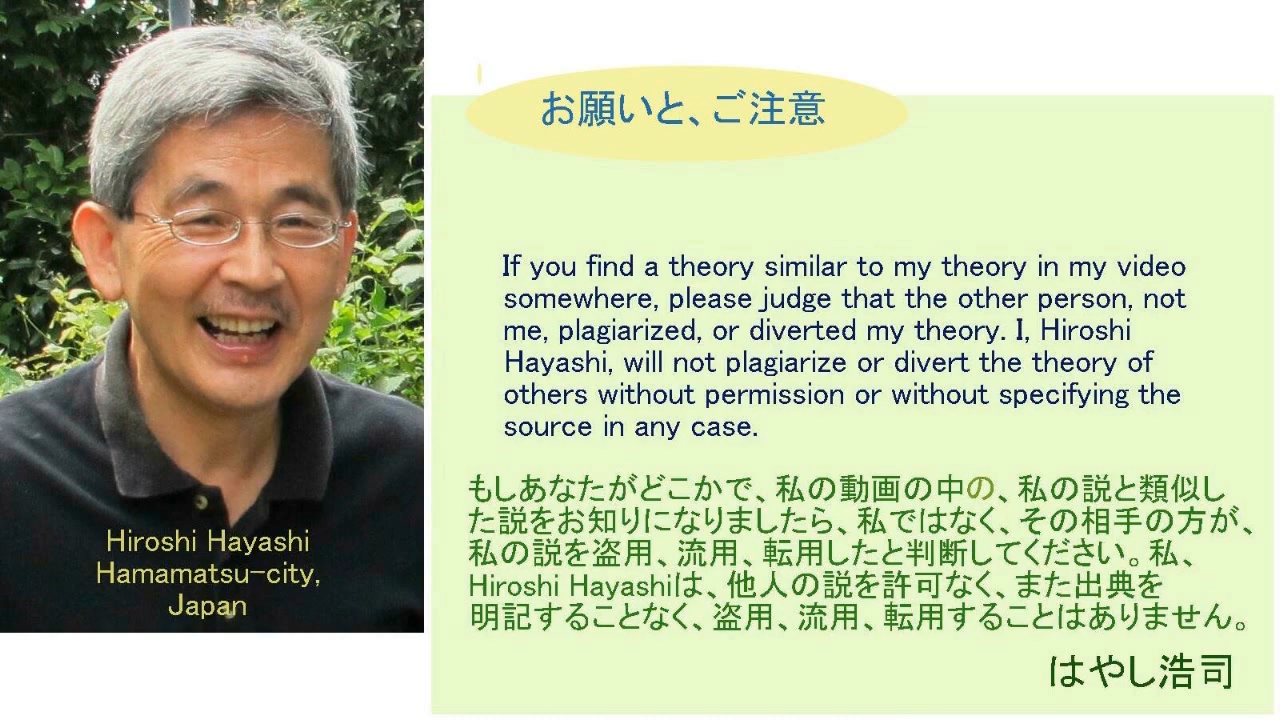 お願いと、ご注意
If you find a theory similar to my theory in my video
somewhere, please judge that the other person, not
me, plagiarized, or diverted my theory. I, Hiroshi
Hayashi, will not plagiarize or divert the theory of
others without permission or without specifying the
source in any case.
もしあなたがどこかで、私の動画の中の、私の説と類似し
た説をお知りになりましたら、私ではなく、その相手の方が、
私の説を盗用、流用、転用したと判断してください。私、
Hiroshi Hayashiは、他人の説を許可なく、また出典を
明記することなく、盗用、流用、転用することはありません。
はやし浩司
Hiroshi Hayashi
Hamamatsu-city,
Japan